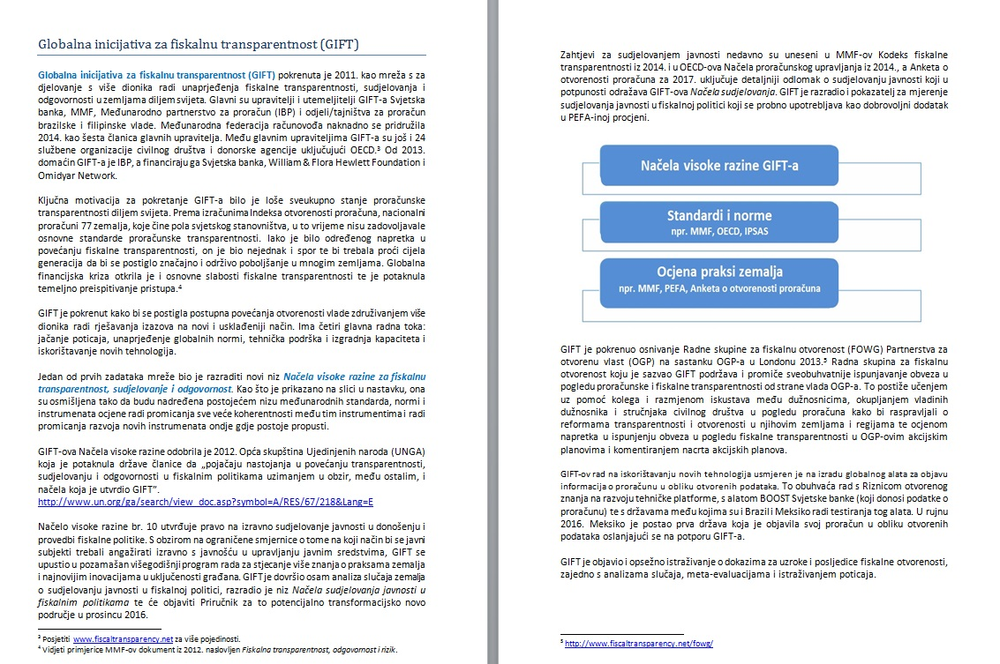 Globalna inicijativa za fiskalnu transparentnost (GIFT)
Globalna inicijativa za fiskalnu transparentnost (GIFT) pokrenuta je 2011. kao mreža s za
djelovanje s više dionika radi unaprjeđenja fiskalne transparentnosti, sudjelovanja i
odgovornosti u zemljama diljem svijeta. Glavni su upravitelji i utemeljitelji GIFT-a Svjetska
banka, MMF, Međunarodno partnerstvo za proračun (IBP) i odjeli/tajništva za proračun
brazilske i filipinske vlade. Međunarodna federacija računovođa naknadno se pridružila
2014. kao šesta članica glavnih upravitelja. Među glavnim upraviteljima GIFT-a su još i 24
službene organizacije civilnog društva i donorske agencije uključujući OECD.³ Od 2013.
domaćin GIFT-a je IBP, a financiraju ga Svjetska banka, William & Flora Hewlett Foundation i
Omidyar Network.
Ključna motivacija za pokretanje GIFT-a bilo je loše sveukupno stanje proračunske
transparentnosti diljem svijeta. Prema izračunima Indeksa otvorenosti proračuna, nacionalni
proračuni 77 zemalja, koje čine pola svjetskog stanovništva, u to vrijeme nisu zadovoljavale
osnovne standarde proračunske transparentnosti. Iako je bilo određenog napretka u
povećanju fiskalne transparentnosti, on je bio nejednak i spor te bi trebala proći cijela
generacija da bi se postiglo značajno i održivo poboljšanje u mnogim zemljama. Globalna
financijska kriza otkrila je i osnovne slabosti fiskalne transparentnosti te je potaknula
temeljno preispitivanje pristupa.⁴
GIFT je pokrenut kako bi se postigla postupna povećanja otvorenosti vlade združivanjem više
dionika radi rješavanja izazova na novi i usklađeniji način. Ima četiri glavna radna toka:
jačanje poticaja, unaprjeđenje globalnih normi, tehnička podrška i izgradnja kapaciteta i
iskorištavanje novih tehnologija.
Jedan od prvih zadataka mreže bio je razraditi novi niz Načela visoke razine za fiskalnu
transparentnost, sudjelovanje i odgovornost. Kao što je prikazano na slici u nastavku, ona
su osmišljena tako da budu nadređena postojećem nizu međunarodnih standarda, normi i
instrumenata ocjene radi promicanja sve veće koherentnosti među tim instrumentima i radi
promicanja razvoja novih instrumenata ondje gdje postoje propusti.
GIFT-ova Načela visoke razine odobrila je 2012. Opća skupština Ujedinjenih naroda (UNGA)
koja je potaknula države članice da „pojačaju nastojanja u povećanju transparentnosti,
sudjelovanju i odgovornosti u fiskalnim politikama uzimanjem u obzir, među ostalim, i
načela koja je utvrdio GIFT”.
http://www.un.org/ga/search/view_doc.asp?symbol=A/RES/67/218&Lang=E
Načelo visoke razine br. 10 utvrđuje pravo na izravno sudjelovanje javnosti u donošenju i
provedbi fiskalne politike. S obzirom na ograničene smjernice o tome na koji način bi se javni
subjekti trebali angažirati izravno s javnošću u upravljanju javnim sredstvima, GIFT se
upustio u pozamašan višegodišnji program rada za stjecanje više znanja o praksama zemalja
i najnovijim inovacijama u uključenosti građana. GIFT je dovršio osam analiza slučaja zemalja
o sudjelovanju javnosti u fiskalnoj politici, razradio je niz Načela sudjelovanja javnosti u
fiskalnim politikama te će objaviti Priručnik za to potencijalno transformacijsko novo
područje u prosincu 2016.
³ Posjetiti www.fiscaltransparency.net za više pojedinosti.
⁴ Vidjeti primjerice MMF-ov dokument iz 2012. naslovljen Fiskalna transparentnost, odgovornost i rizik.
Zahtjevi za sudjelovanjem javnosti nedavno su uneseni u MMF-ov Kodeks fiskalne
transparentnosti iz 2014. i u OECD-ova Načela proračunskog upravljanja iz 2014., a Anketa o
otvorenosti proračuna za 2017. uključuje detaljniji odlomak o sudjelovanju javnosti koji u
potpunosti odražava GIFT-ova Načela sudjelovanja. GIFT je razradio i pokazatelj za mjerenje
sudjelovanja javnosti u fiskalnoj politici koji se probno upotrebljava kao dobrovoljni dodatak
u PEFA-inoj procjeni.
Načela visoke razine GIFT-a
Standardi i norme
npr. MMF, OECD, IPSAS
Ocjena praksi zemalja
npr. MMF, PEFA, Anketa o otvorenosti proračuna
GIFT je pokrenuo osnivanje Radne skupine za fiskalnu otvorenost (FOWG) Partnerstva za
otvorenu vlast (OGP) na sastanku OGP-a u Londonu 2013.⁵ Radna skupina za fiskalnu
otvorenost koju je sazvao GIFT podržava i promiče sveobuhvatnije ispunjavanje obveza u
pogledu proračunske i fiskalne transparentnosti od strane vlada OGP-a. To postiže učenjem
uz pomoć kolega i razmjenom iskustava među dužnosnicima, okupljanjem vladinih
dužnosnika i stručnjaka civilnog društva u pogledu proračuna kako bi raspravljali o
reformama transparentnosti i otvorenosti u njihovim zemljama i regijama te ocjenom
napretka u ispunjenju obveza u pogledu fiskalne transparentnosti u OGP-ovim akcijskim
planovima i komentiranjem nacrta akcijskih planova.
GIFT-ov rad na iskorištavanju novih tehnologija usmjeren je na izradu globalnog alata za objavu
informacija o proračunu u obliku otvorenih podataka. To obuhvaća rad s Riznicom otvorenog
znanja na razvoju tehničke platforme, s alatom BOOST Svjetske banke (koji donosi podatke o
proračunu) te s državama među kojima su i Brazil i Meksiko radi testiranja tog alata. U rujnu
2016. Meksiko je postao prva država koja je objavila svoj proračun u obliku otvorenih
podataka oslanjajući se na potporu GIFT-a.
GIFT je objavio i opsežno istraživanje o dokazima za uzroke i posljedice fiskalne otvorenosti,
zajedno s analizama slučaja, meta-evaluacijama i istraživanjem poticaja.
⁵ http://www.fiscaltransparency.net/fowg/